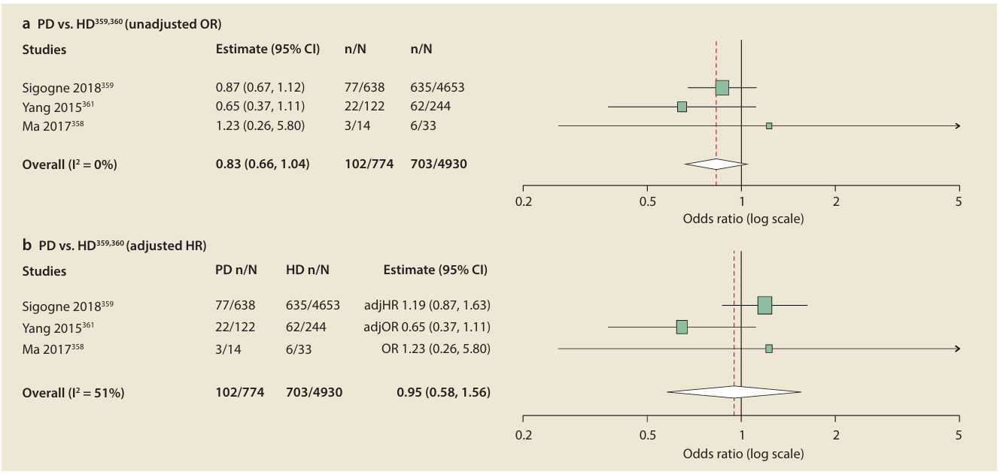 a PD vs. HD359,360 (unadjusted OR)
Studies Estimate (95% CI) n/N n/N
Sigogne 2018359 0.87 (0.67, 1.12) 77/638 635/4653
Yang 2015361 0.65 (0.37, 1.11) 22/122 62/244
Ma 2017358 1.23 (0.26, 5.80) 3/14 6/33
Overall (I2 = 0%) 0.83 (0.66, 1.04) 102/774 703/4930
0.2 0.5 1 2 5
Odds ratio (log scale)
b PD vs. HD359,360 (adjusted HR)
Studies PD n/N HD n/N Estimate (95% CI)
Sigogne 2018359 77/638 635/4653 adjHR 1.19 (0.87, 1.63)
Yang 2015361 22/122 62/244 adjOR 0.65 (0.37, 1.11)
Ma 2017358 3/14 6/33 OR 1.23 (0.26, 5.80)
Overall (I2 = 51%) 102/774 703/4930 0.95 (0.58, 1.56)
0.2 0.5 1 2 5
Odds ratio (log scale)